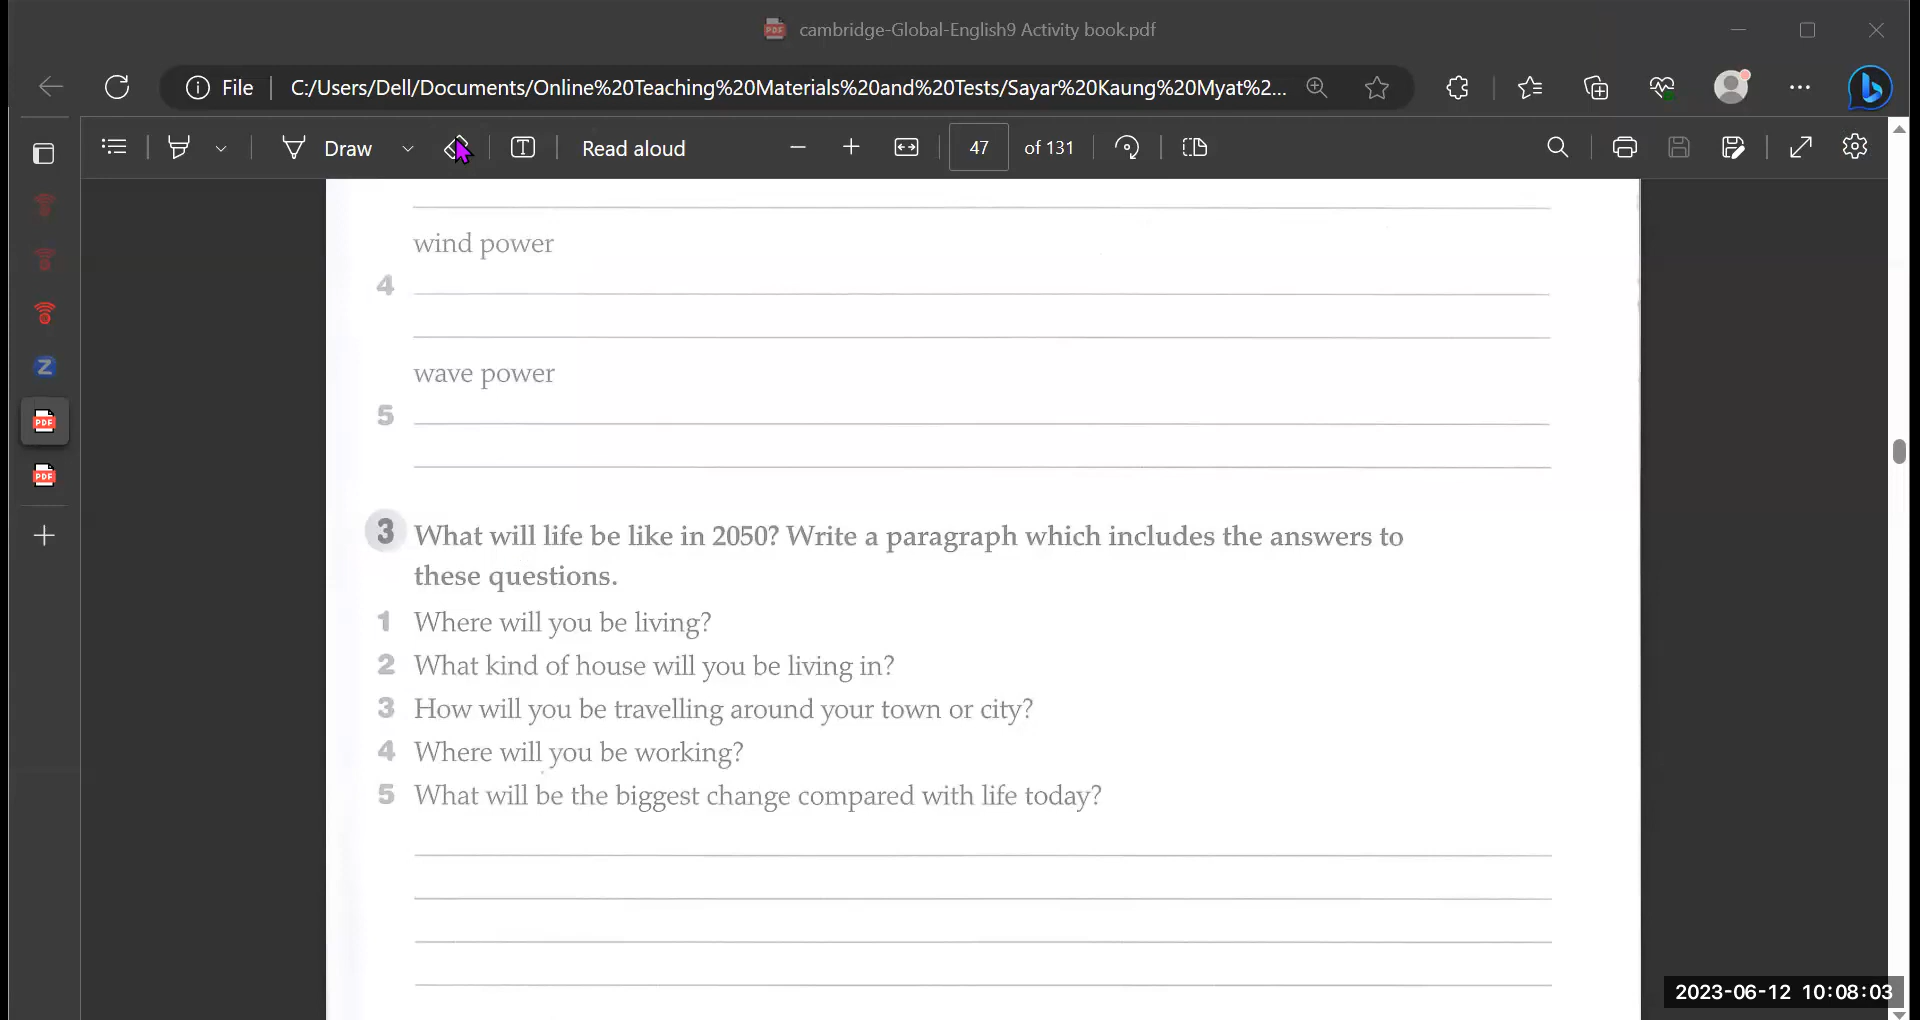 cambridge-Global-English9 Activity book.pdf
File
C:/Users/Dell/Documents/Online%20Teaching%20Materials%20and%20Tests/Sayar%20Kaung%20Myat%2...
Draw
Read aloud
47
of 131
wind power
4
wave power
5
3 What will life be like in 2050? Write a paragraph which includes the answers to
these questions.
1 Where will you be living?
2 What kind of house will you be living in?
3 How will you be travelling around your town or city?
4 Where will you be working?
5 What will be the biggest change compared with life today?
2023-06-12 10:08:03